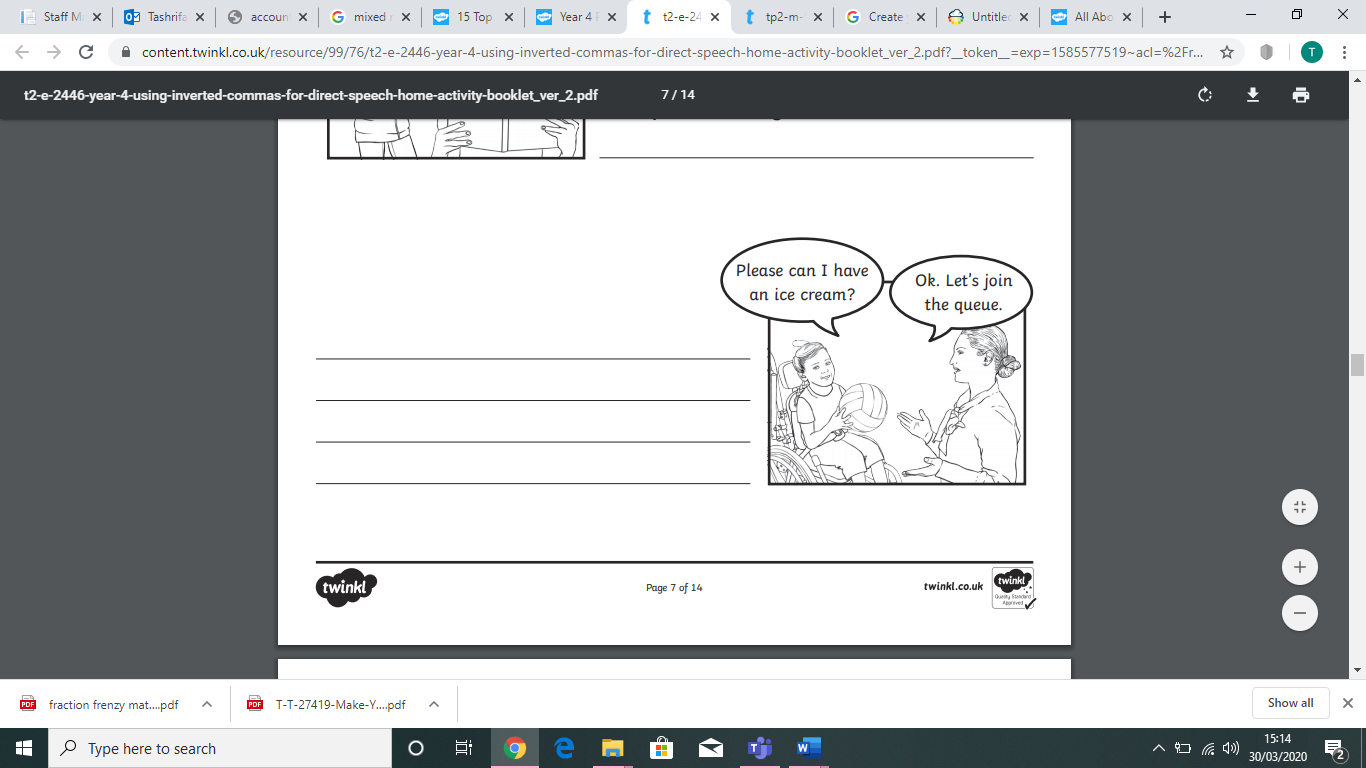 Staff M
Tashrifa
accoun
mixed
15 Top
Year 4
t2-e-24
tp2-m-
Create
Untitle
All Abo
content.twinkl.co.uk/resource/99/76/t2-e-2446-year-4-using-inverted-commas-for-direct-speech-home-activity-booklet_ver_2.pdf?__token__=exp=1585577519~acl=%2Fr...
T
t2-e-2446-year-4-using-inverted-commas-for-direct-speech-home-activity-booklet_ver_2.pdf
7 / 14
Please can I have
an ice cream?
Ok. Let's join
the queue.
twinkl
Page 7 of 14
twinkl.co.uk
twinkl
Quality Standard
Approved
PDF
fraction frenzy mat....pdf
PDF
T-T-27419-Make-Y....pdf
Show all
Type here to search
15:14
30/03/2020
2